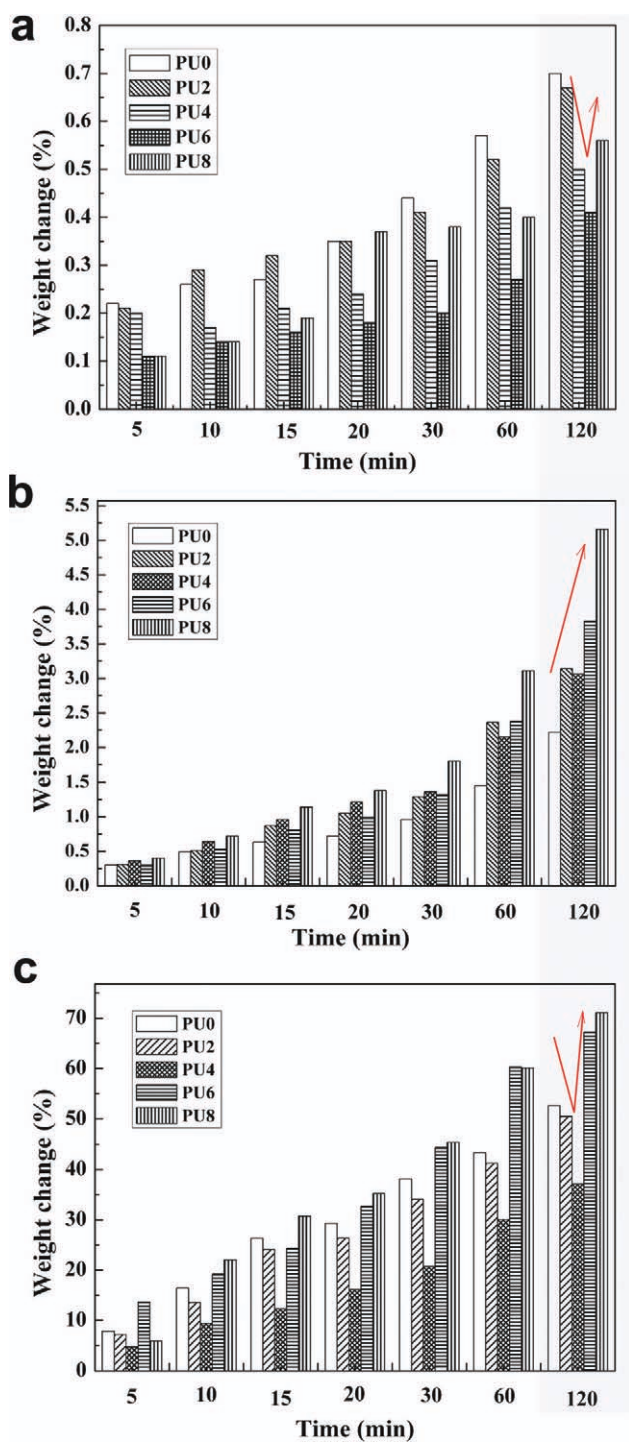 a
0.8
0.7
0.6
0.5
0.4
0.3
0.2
0.1
0.0
Weight change (%)
PU0
PU2
PU4
PU6
PU8
5 10 15 20 30 60 120
Time (min)
b
5.5
5.0
4.5
4.0
3.5
3.0
2.5
2.0
1.5
1.0
0.5
0.0
Weight change (%)
PU0
PU2
PU4
PU6
PU8
5 10 15 20 30 60 120
Time (min)
c
70
60
50
40
30
20
10
0
Weight change (%)
PU0
PU2
PU4
PU6
PU8
5 10 15 20 30 60 120
Time (min)